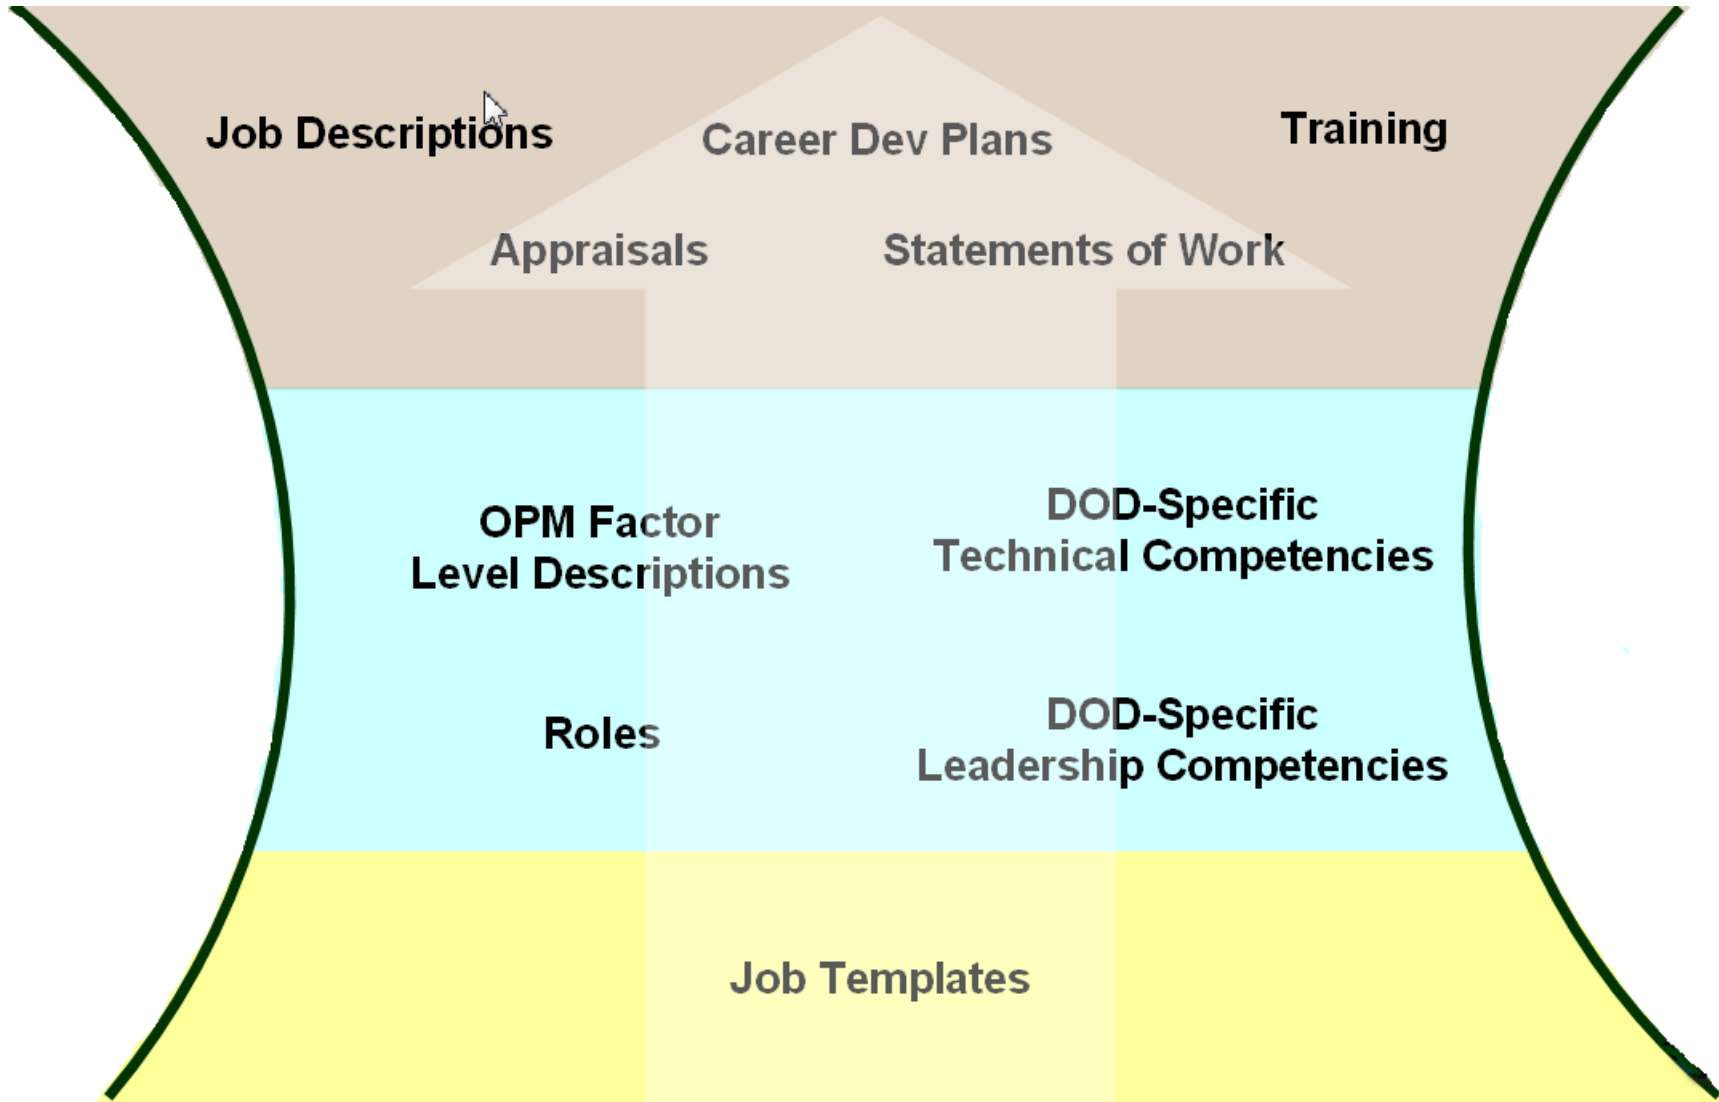 Job Descriptions
Career Dev Plans
Training
Appraisals
Statements of Work
OPM Factor
Level Descriptions
DOD-Specific
Technical Competencies
Roles
DOD-Specific
Leadership Competencies
Job Templates